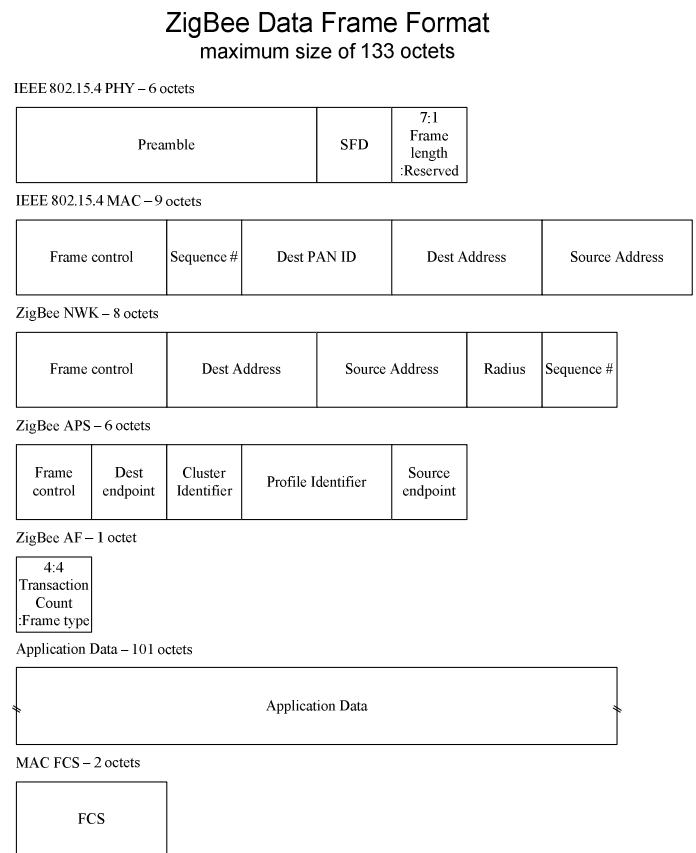 ZigBee Data Frame Format
maximum size of 133 octets
IEEE 802.15.4 PHY – 6 octets
Preamble
SFD
7:1
Frame
length
:Reserved
IEEE 802.15.4 MAC – 9 octets
Frame control
Sequence #
Dest PAN ID
Dest Address
Source Address
ZigBee NWK – 8 octets
Frame control
Dest Address
Source Address
Radius
Sequence #
ZigBee APS – 6 octets
Frame
control
Dest
endpoint
Cluster
Identifier
Profile Identifier
Source
endpoint
ZigBee AF – 1 octet
4:4
Transaction
Count
:Frame type
Application Data – 101 octets
Application Data
MAC FCS – 2 octets
FCS